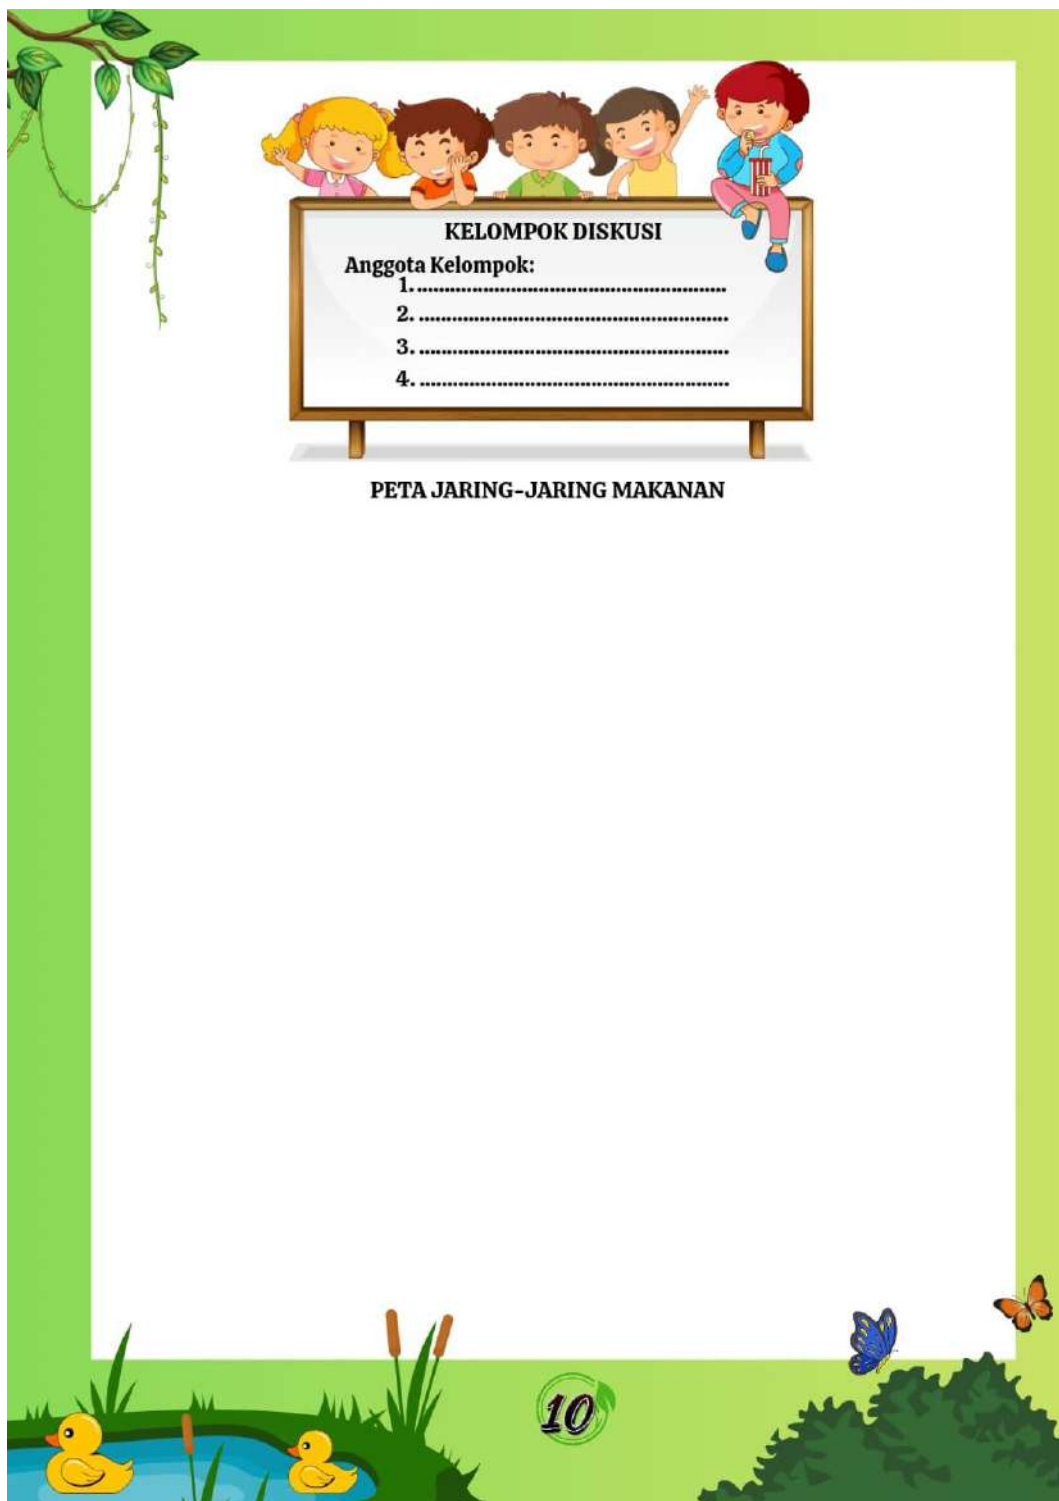 KELOMPOK DISKUSI
Anggota Kelompok:
1. ............................................................
2. ............................................................
3. ............................................................
4. ............................................................
PETA JARING-JARING MAKANAN
10